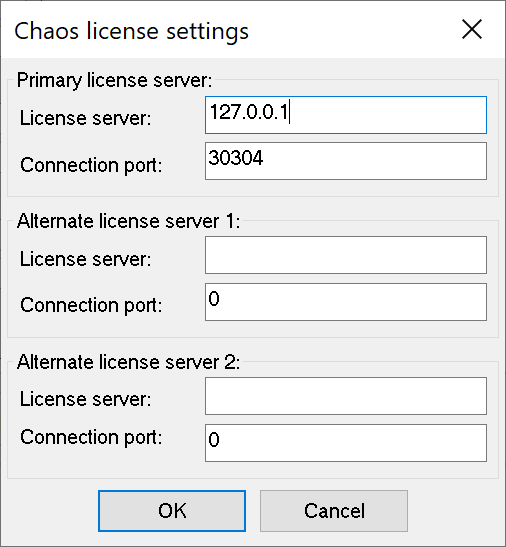 Chaos license settings
Primary license server:
License server: 127.0.0.1
Connection port: 30304
Alternate license server 1:
License server:
Connection port: 0
Alternate license server 2:
License server:
Connection port: 0
OK Cancel